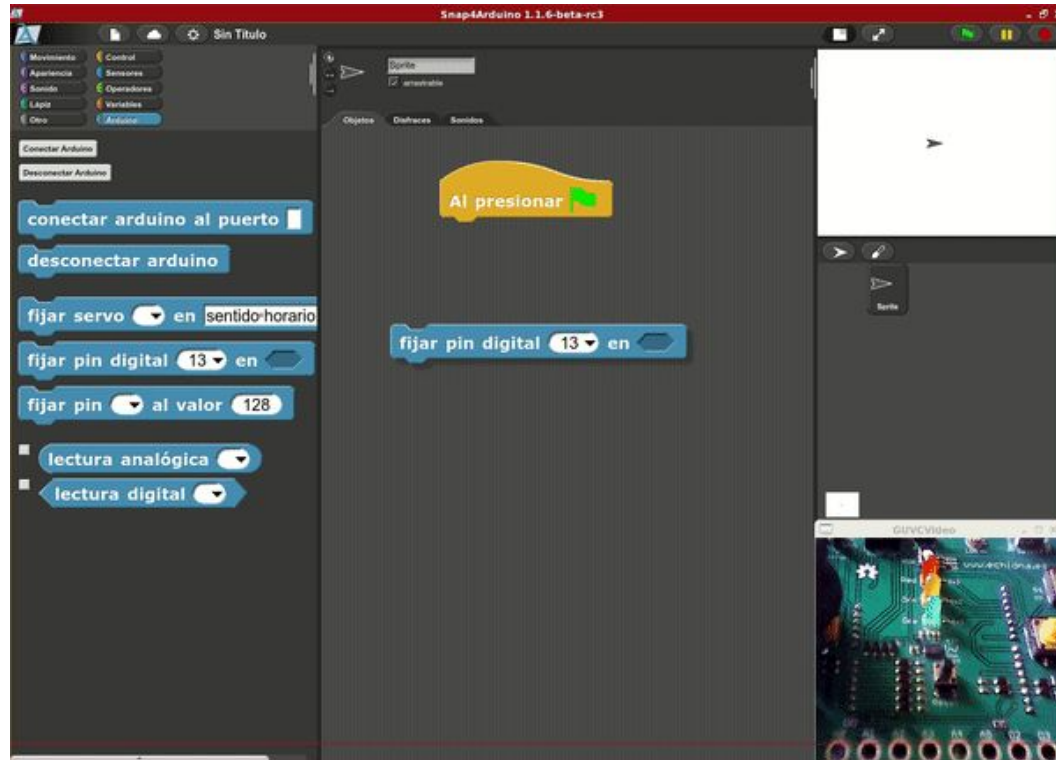 Snap4Arduino 1.1.6-beta-rc3
Sin Título
Movimiento
Control
Apariencia
Sensores
Sonido
Operadores
Lápiz
Variables
Otro
Arduino
Conectar Arduino
Desconectar Arduino
conectar arduino al puerto
desconectar arduino
fijar servo en sentido-horario
fijar pin digital 13 en
fijar pin al valor 128
lectura analógica
lectura digital
Sprite
arrastrable
Objetos Disfraces Sonidos
Al presionar
fijar pin digital 13 en
Sprite
GUVCVideo